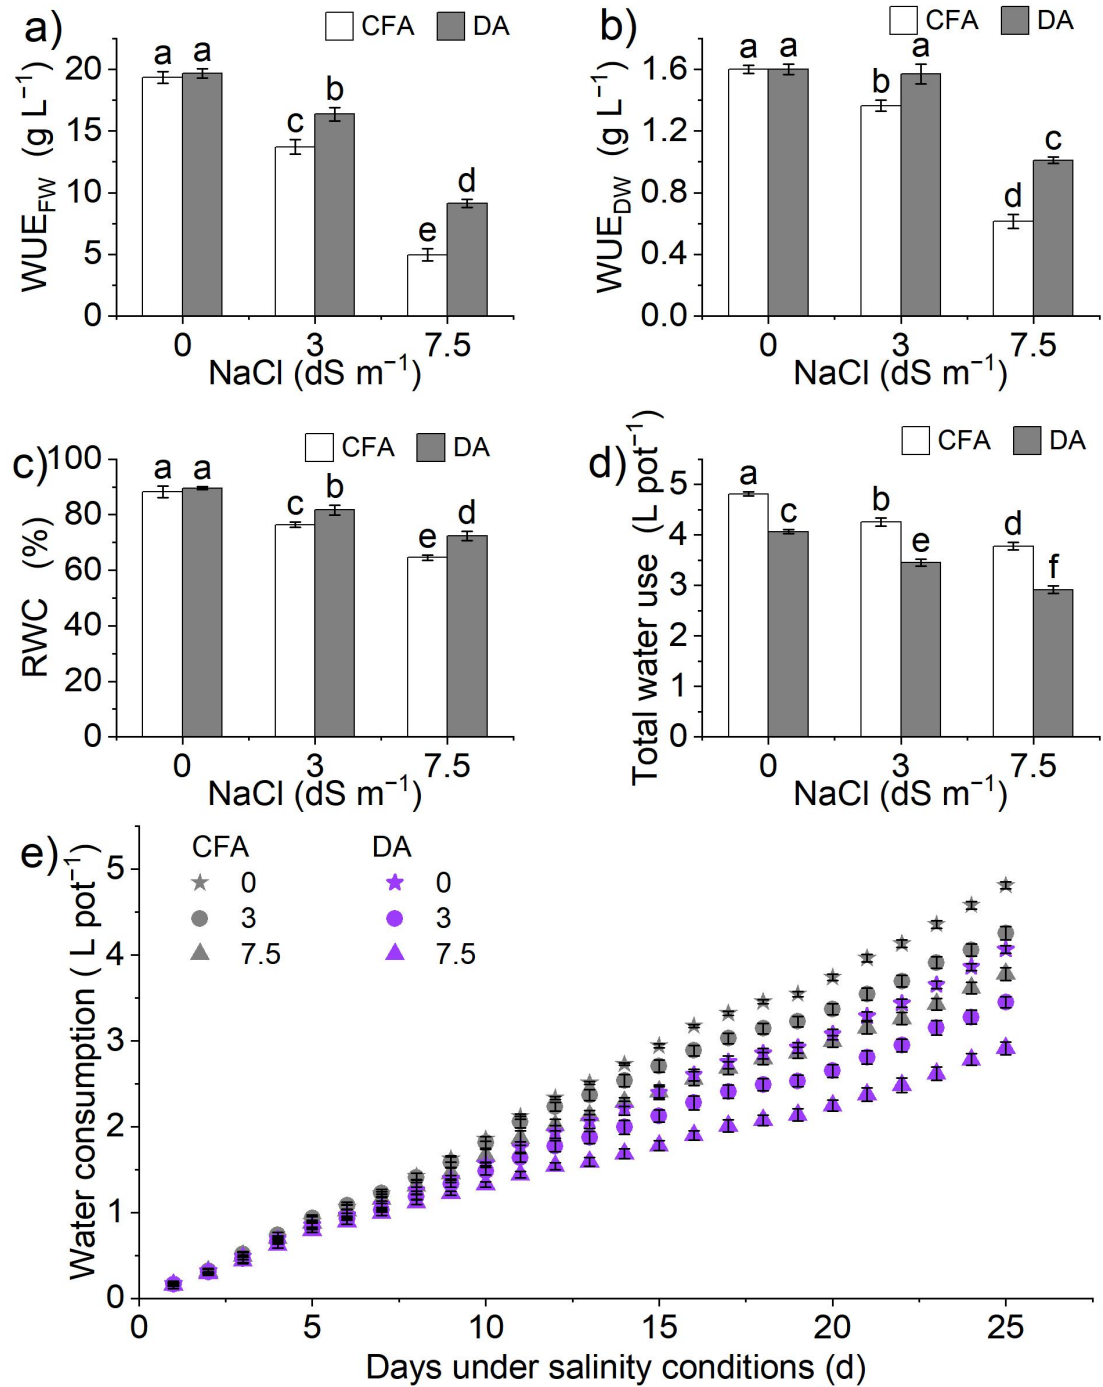 a)
CFA DA
WUE_FW (g L⁻¹)
20
15
10
5
0
a a
c b
e d
0 3 7.5
NaCl (dS m⁻¹)
b)
CFA DA
WUE_DW (g L⁻¹)
1.6
1.2
0.8
0.4
0.0
a a
b a
d c
0 3 7.5
NaCl (dS m⁻¹)
c)
CFA DA
RWC (%)
100
80
60
40
20
0
a a
c b
e d
0 3 7.5
NaCl (dS m⁻¹)
d)
CFA DA
Total water use (L pot⁻¹)
5
4
3
2
1
0
a c
b e
d f
0 3 7.5
NaCl (dS m⁻¹)
e)
CFA DA
0 0
3 3
7.5 7.5
Water consumption ( L pot⁻¹)
5
4
3
2
1
0
0 5 10 15 20 25
Days under salinity conditions (d)